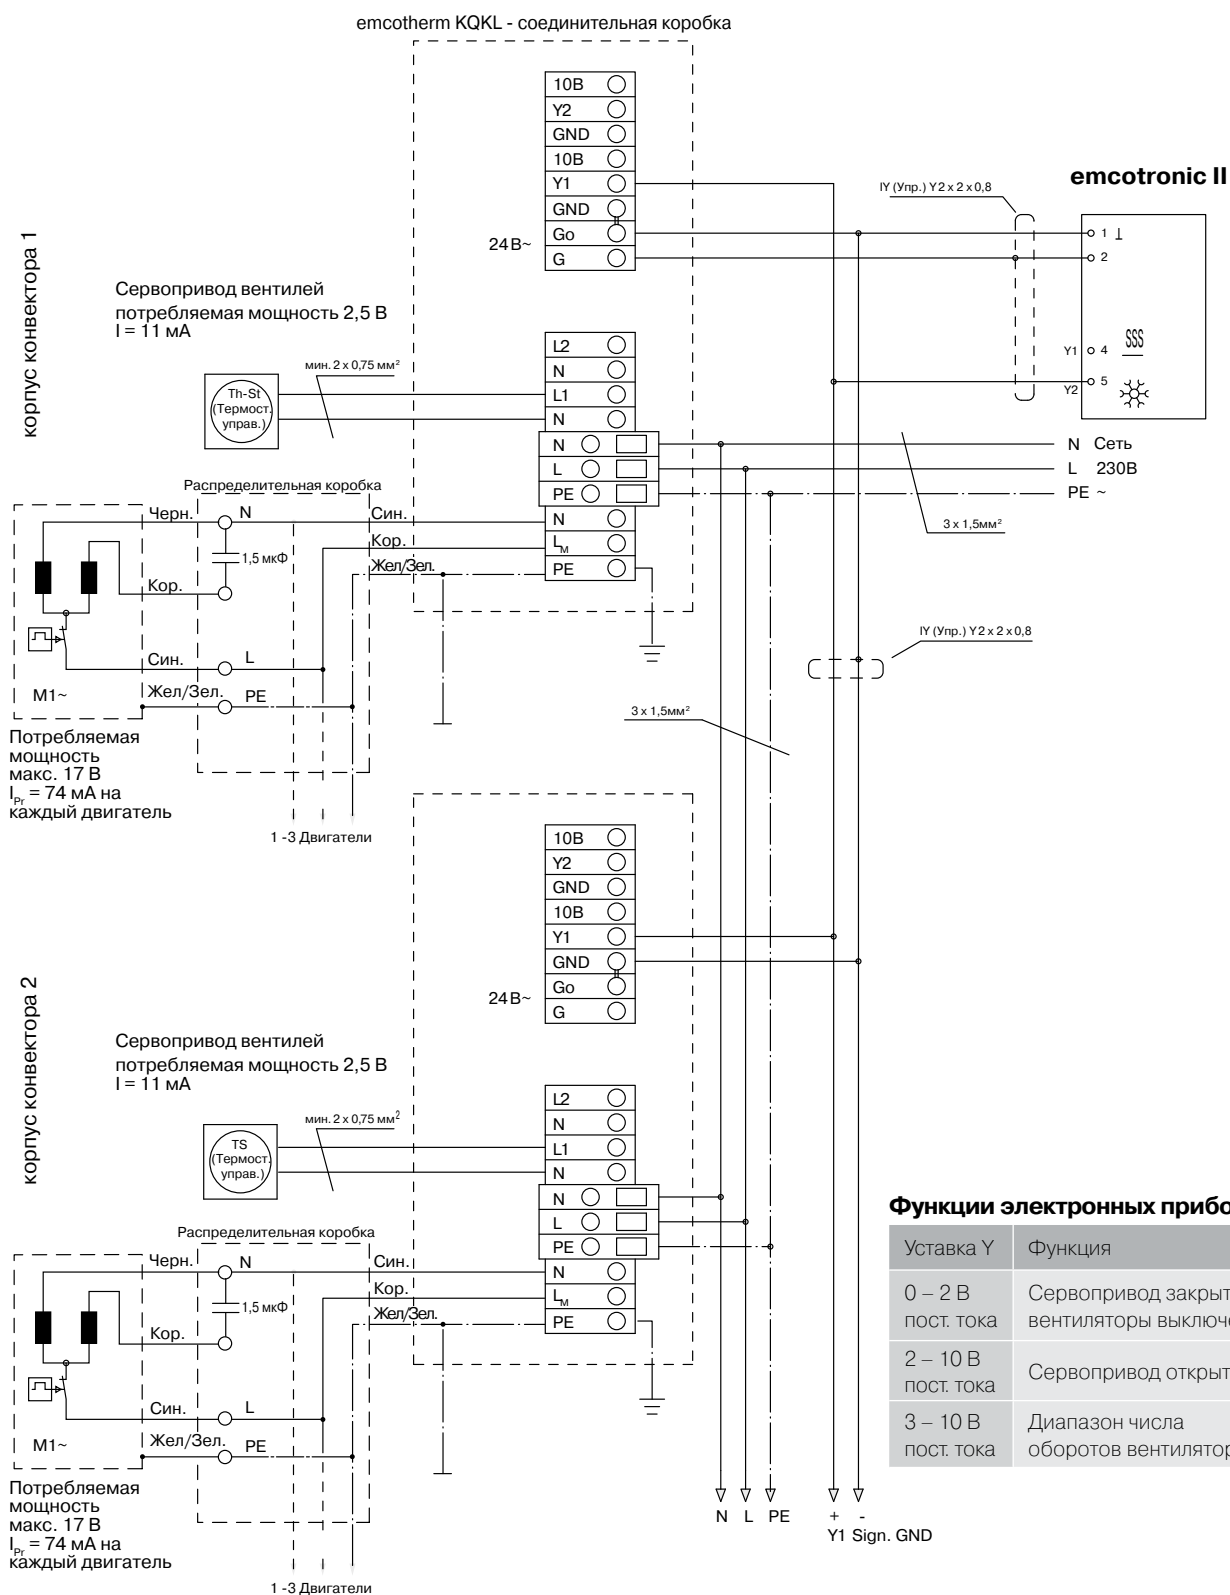 emcotherm KQKL - соединительная коробка
10В
Y2
GND
10В
Y1
GND
Go
G
24В~
emcotronic II
IY (Упр.) Y 2 x 2 x 0,8
1 ⊥
2
Y1 4
Y2 5
корпус конвектора 1
Сервопривод вентилей
потребляемая мощность 2,5 В
I = 11 мА
мин. 2 x 0,75 мм²
Th-St
(Термост.
управ.)
L2
N
L1
N
N
L
PE
N
LM
PE
N Сеть
L 230В
PE ~
3 x 1,5мм²
Распределительная коробка
Черн.
N
Син.
Кор.
1,5 мкФ
Жел/Зел.
Кор.
Син.
L
Жел/Зел.
PE
M1~
Потребляемая
мощность
макс. 17 В
IPr = 74 мА на
каждый двигатель
1 -3 Двигатели
IY (Упр.) Y 2 x 2 x 0,8
3 x 1,5мм²
10В
Y2
GND
10В
Y1
GND
Go
G
24В~
корпус конвектора 2
Сервопривод вентилей
потребляемая мощность 2,5 В
I = 11 мА
мин. 2 x 0,75 мм²
TS
(Термост.
управ.)
L2
N
L1
N
N
L
PE
N
LM
PE
Распределительная коробка
Черн.
N
Син.
Кор.
1,5 мкФ
Жел/Зел.
Кор.
Син.
L
Жел/Зел.
PE
M1~
Потребляемая
мощность
макс. 17 В
IPr = 74 мА на
каждый двигатель
1 -3 Двигатели
N L PE + -
Y1 Sign. GND
Функции электронных прибо
Уставка Y Функция
0 – 2 В
пост. тока
Сервопривод закрыт
вентиляторы выключе
2 – 10 В
пост. тока
Сервопривод открыт
3 – 10 В
пост. тока
Диапазон числа
оборотов вентилятор